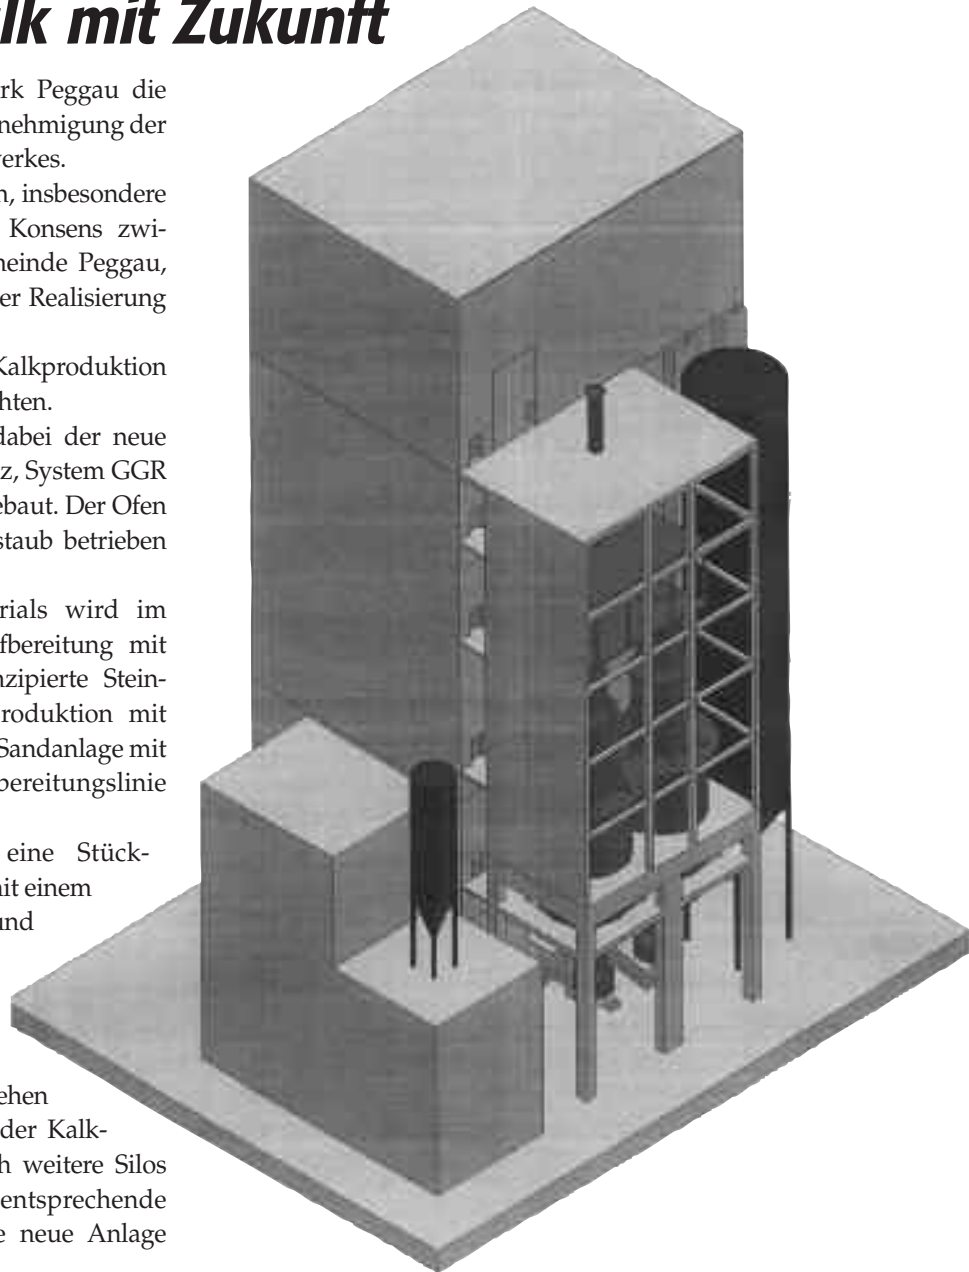 lk mit Zukunft
rk Peggau die
nehmigung der
verkes.
n, insbesondere
Konsens zwi-
neinde Peggau,
er Realisierung
Kalkproduktion
chten.
dabei der neue
z, System GGR
ebaut. Der Ofen
staub betrieben
rials wird im
fbereitung mit
nzipierte Stein-
roduktion mit
Sandanlage mit
bereitungslinie
eine Stück-
nit einem
und
ehen
der Kalk-
h weitere Silos
entsprechende
e neue Anlage